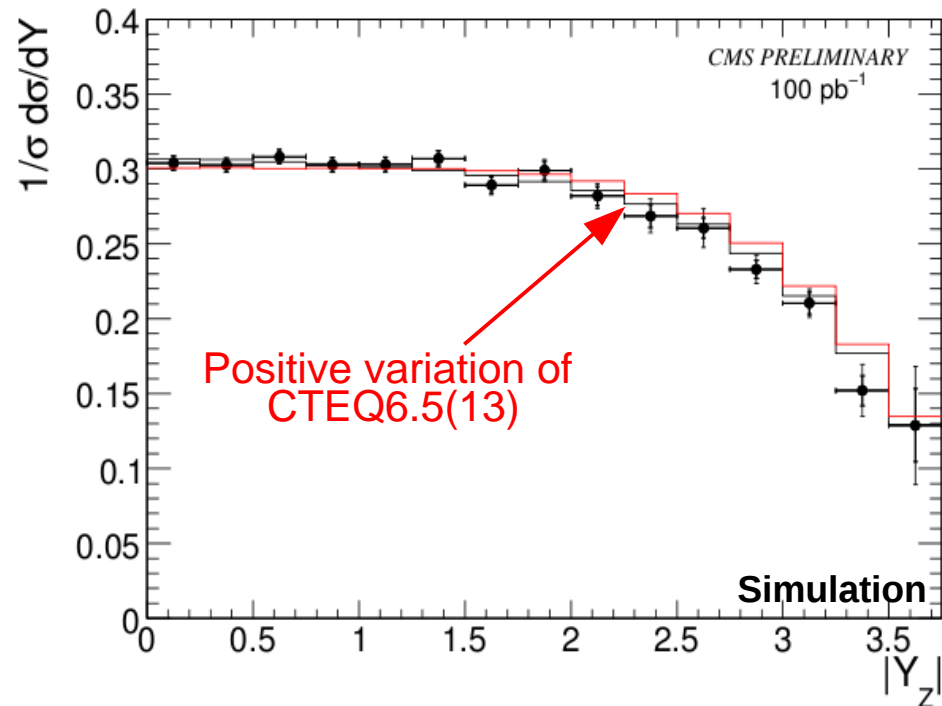 0.4
0.35
0.3
0.25
0.2
0.15
0.1
0.05
0
1/σ dσ/dY
CMS PRELIMINARY
100 pb⁻¹
Positive variation of
CTEQ6.5(13)
Simulation
0 0.5 1 1.5 2 2.5 3 3.5
|Y_Z|